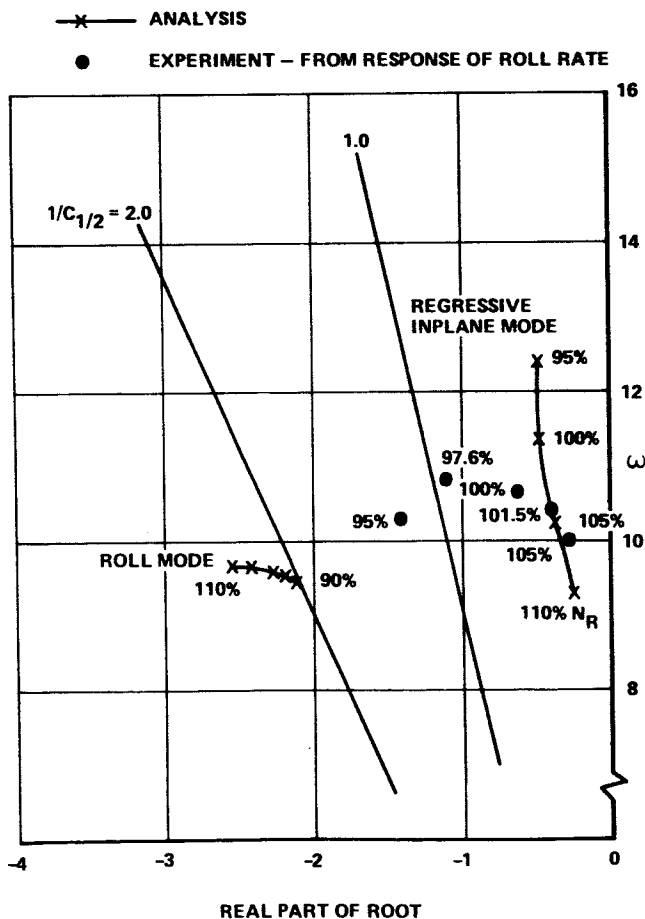 ANALYSIS
EXPERIMENT – FROM RESPONSE OF ROLL RATE
16
1.0
1/C1/2 = 2.0
14
REGRESSIVE
INPLANE MODE
95%
12
100%
97.6%
ω
100%
95%
101.5%
105%
10
105%
ROLL MODE
110%
90%
110% NR
8
-4
-3
-2
-1
0
REAL PART OF ROOT